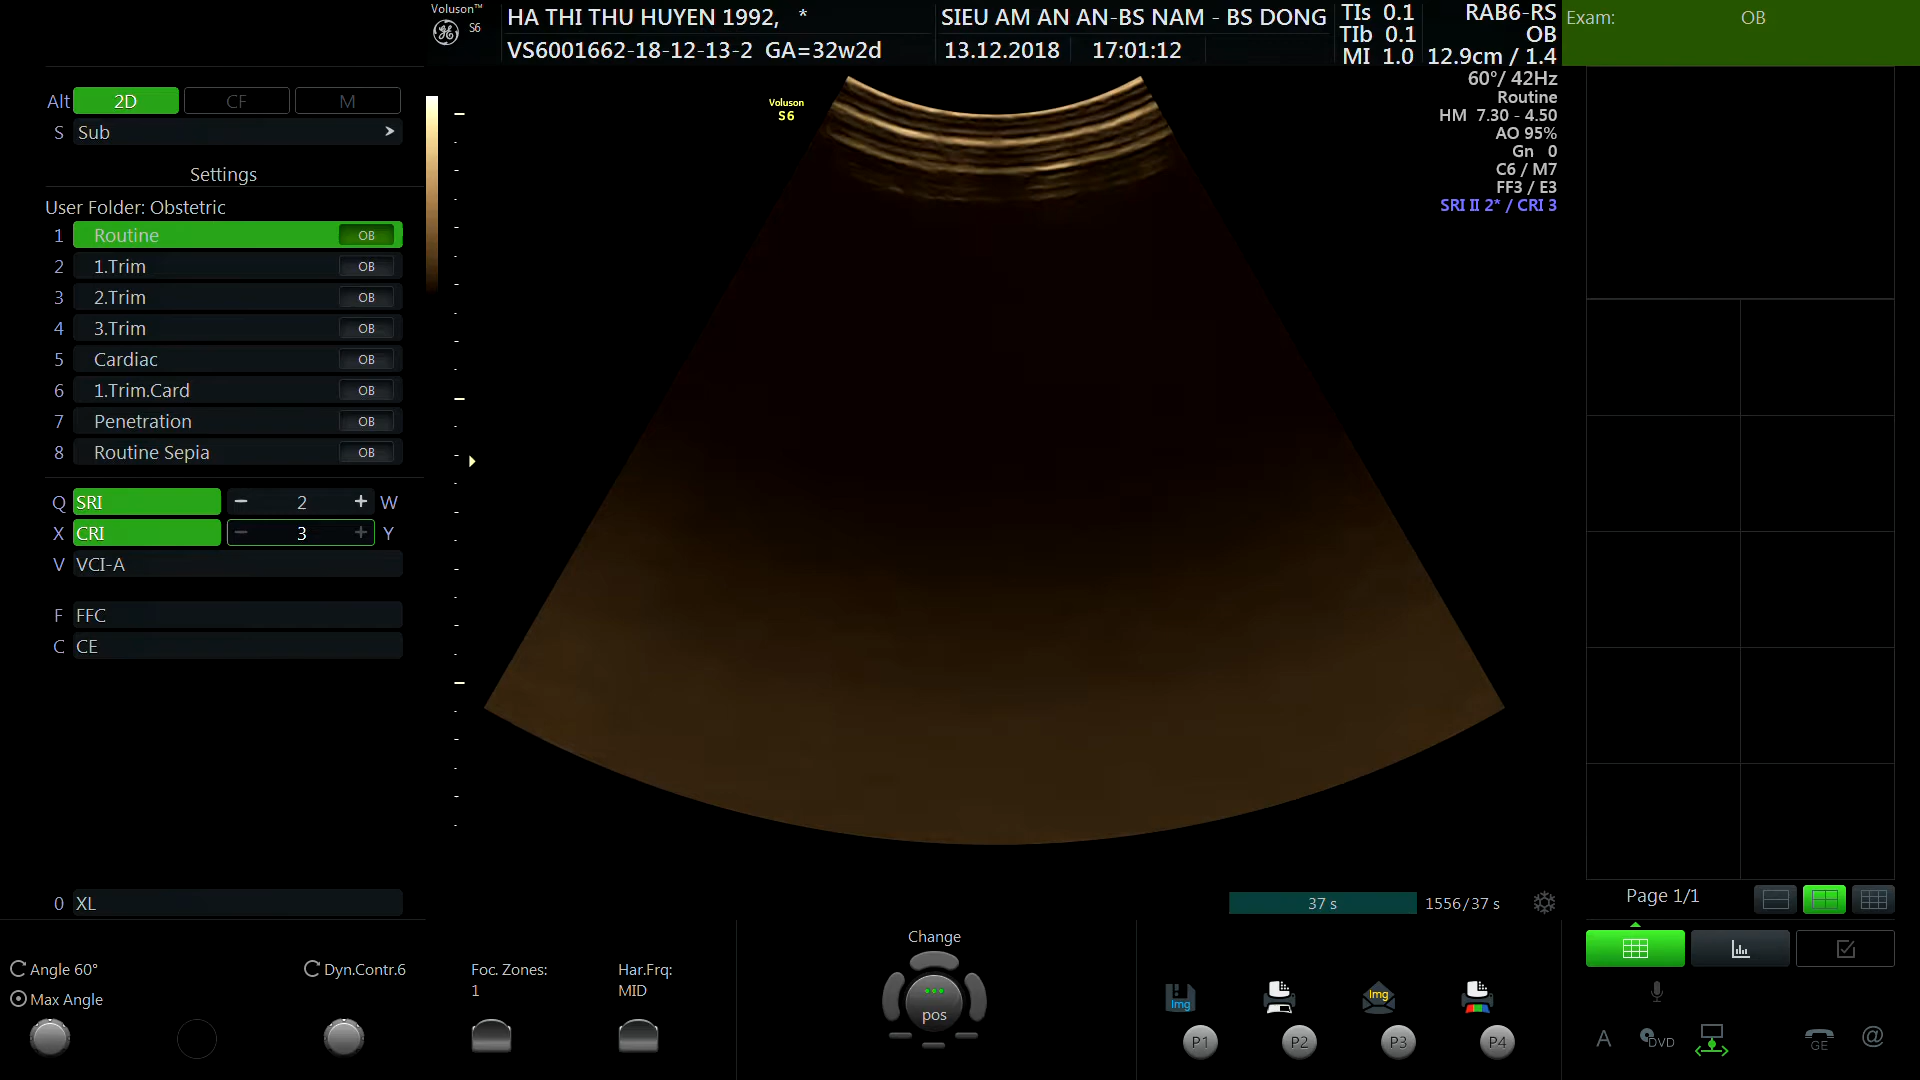 Voluson™
S6
HA THI THU HUYEN 1992, *
VS6001662-18-12-13-2 GA=32w2d
SIEU AM AN AN-BS NAM - BS DONG
13.12.2018 17:01:12
TIs 0.1
TIb 0.1
MI 1.0
RAB6-RS
OB
12.9cm / 1.4
Exam: OB
60°/ 42Hz
Routine
HM 7.30 - 4.50
AO 95%
Gn 0
C6 / M7
FF3 / E3
SRI II 2* / CRI 3
Voluson
S6
Alt 2D CF M
S Sub >
Settings
User Folder: Obstetric
1 Routine OB
2 1.Trim OB
3 2.Trim OB
4 3.Trim OB
5 Cardiac OB
6 1.Trim.Card OB
7 Penetration OB
8 Routine Sepia OB
Q SRI − 2 + W
X CRI − 3 + Y
V VCI-A
F FFC
C CE
0 XL
37 s 1556/37 s
Page 1/1
Angle 60°
Max Angle
Dyn.Contr.6
Foc. Zones:
1
Har.Frq:
MID
Change
pos
Img
Img
P1 P2 P3 P4
A DVD GE @